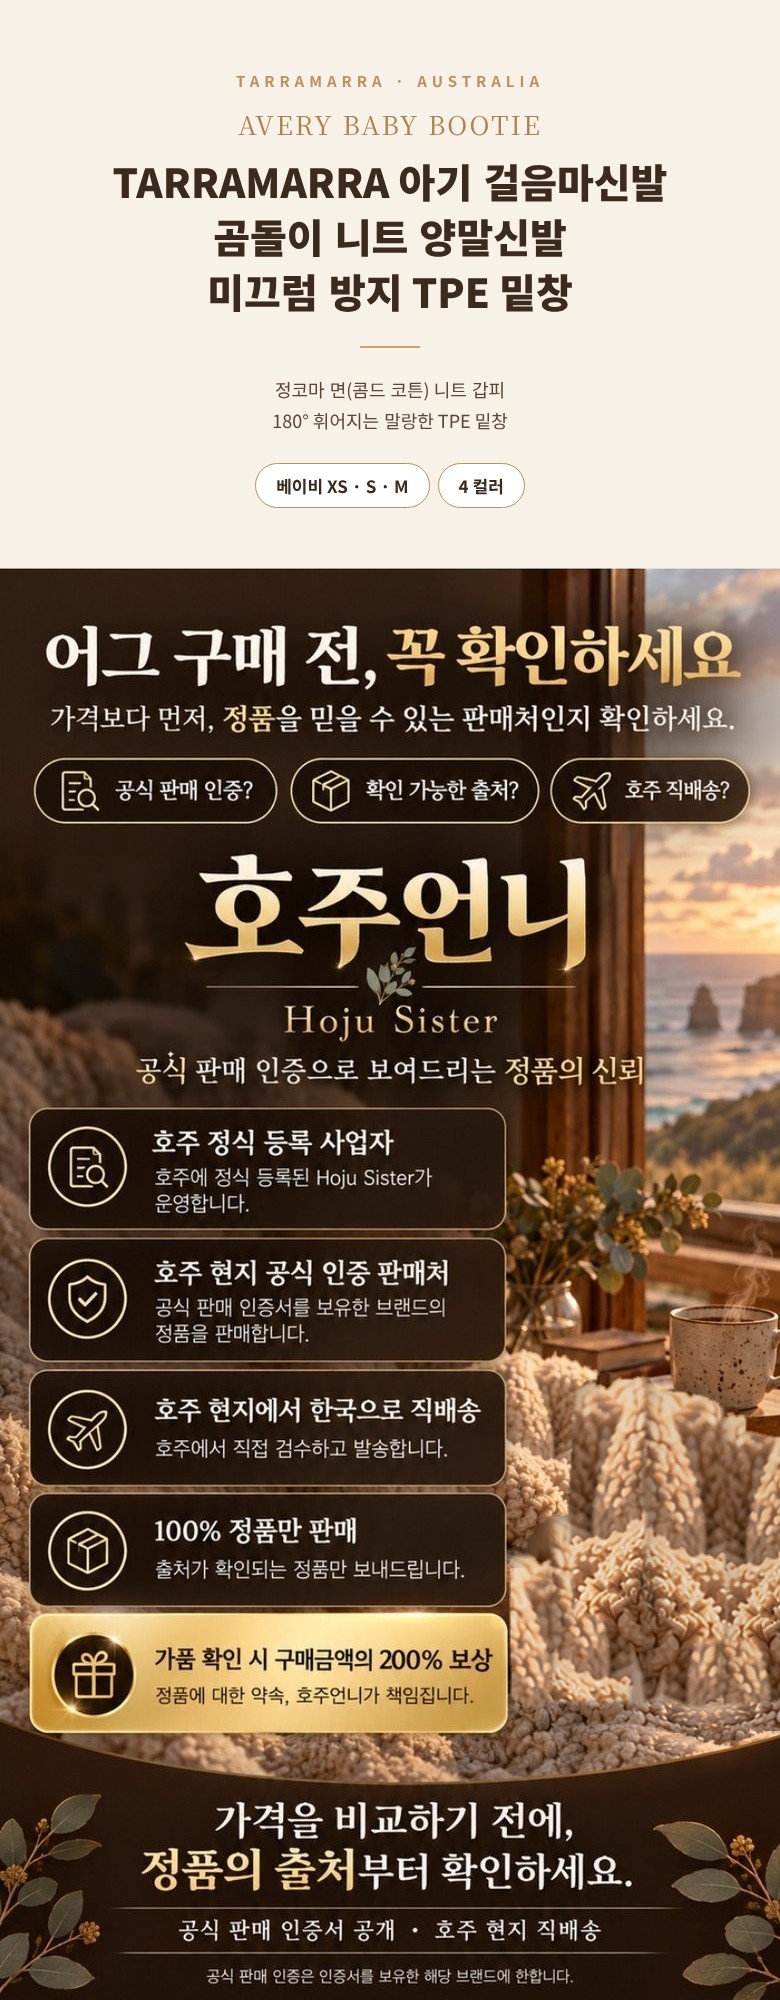 TARRAMARRA · AUSTRALIA
AVERY BABY BOOTIE
TARRAMARRA 아기 걸음마신발
곰돌이 니트 양말신발
미끄럼 방지 TPE 밑창
정코마 면(콤드 코튼) 니트 갑피
180° 휘어지는 말랑한 TPE 밑창
베이비 XS · S · M
4 컬러
어그 구매 전, 꼭 확인하세요
가격보다 먼저, 정품을 믿을 수 있는 판매처인지 확인하세요.
공식 판매 인증?
확인 가능한 출처?
호주 직배송?
호주언니
Hoju Sister
공식 판매 인증으로 보여드리는 정품의 신뢰
호주 정식 등록 사업자
호주에 정식 등록된 Hoju Sister가
운영합니다.
호주 현지 공식 인증 판매처
공식 판매 인증서를 보유한 브랜드의
정품을 판매합니다.
호주 현지에서 한국으로 직배송
호주에서 직접 검수하고 발송합니다.
100% 정품만 판매
출처가 확인되는 정품만 보내드립니다.
가품 확인 시 구매금액의 200% 보상
정품에 대한 약속, 호주언니가 책임집니다.
가격을 비교하기 전에,
정품의 출처부터 확인하세요.
공식 판매 인증서 공개 · 호주 현지 직배송
공식 판매 인증은 인증서를 보유한 해당 브랜드에 한합니다.